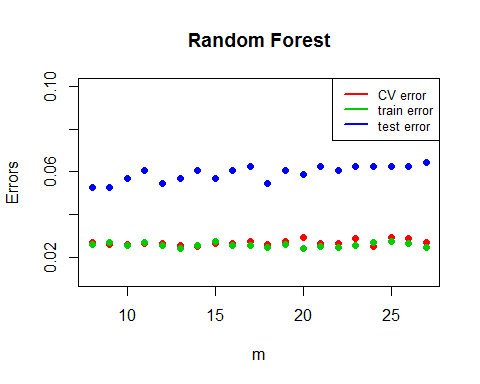 Random Forest
CV error
train error
test error
Errors
0.10
0.06
0.02
10
15
20
25
m